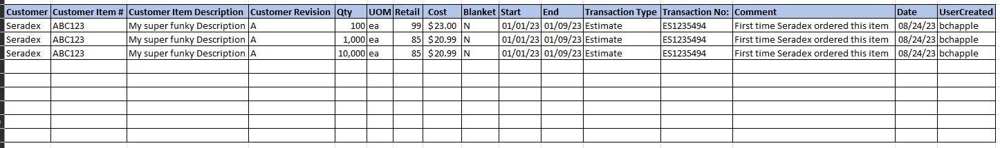 Customer Customer Item # Customer Item Description Customer Revision Qty UOM Retail Cost Blanket Start End Transaction Type Transaction No: Comment Date UserCreated
Seradex ABC123 My super funky Description A 100 ea 99 $23.00 N 01/01/23 01/09/23 Estimate ES1235494 First time Seradex ordered this item 08/24/23 bchapple
Seradex ABC123 My super funky Description A 1,000 ea 85 $20.99 N 01/01/23 01/09/23 Estimate ES1235494 First time Seradex ordered this item 08/24/23 bchapple
Seradex ABC123 My super funky Description A 10,000 ea 85 $20.99 N 01/01/23 01/09/23 Estimate ES1235494 First time Seradex ordered this item 08/24/23 bchapple